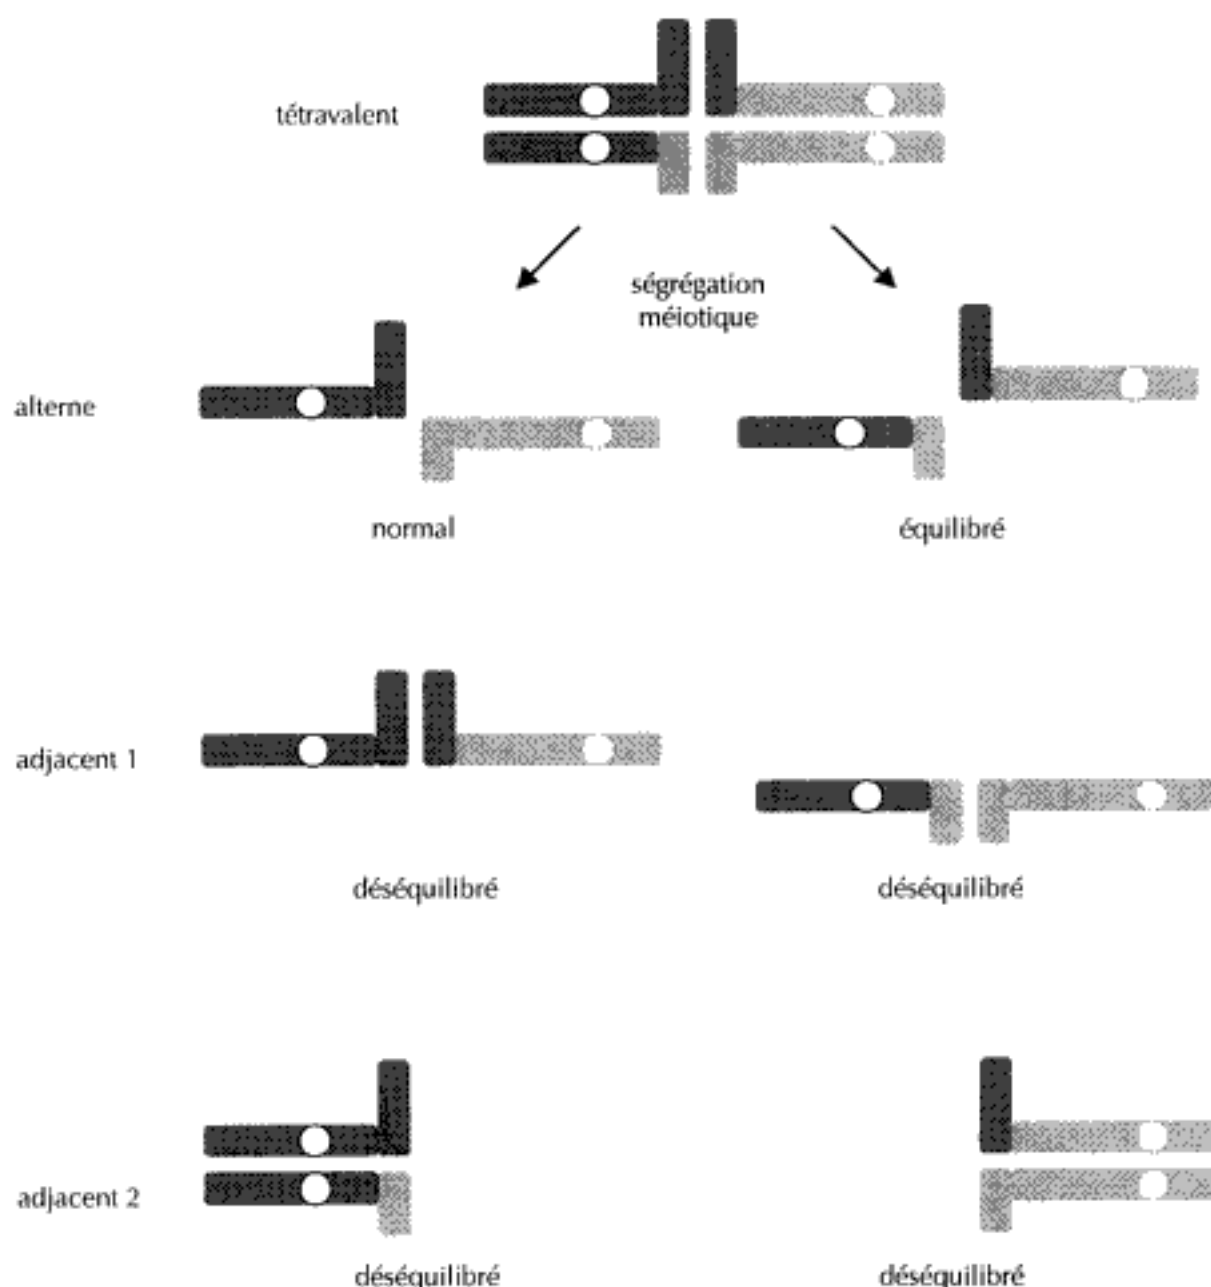 tétravalent
ségrégation
méiotique
alterne
normal
équilibré
adjacent 1
déséquilibré
déséquilibré
adjacent 2
déséquilibré
déséquilibré